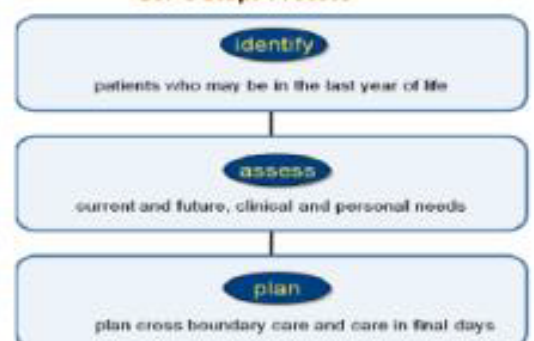 identify
patients who may be in the last year of life
assess
current and future, clinical and personal needs
plan
plan cross boundary care and care in final days